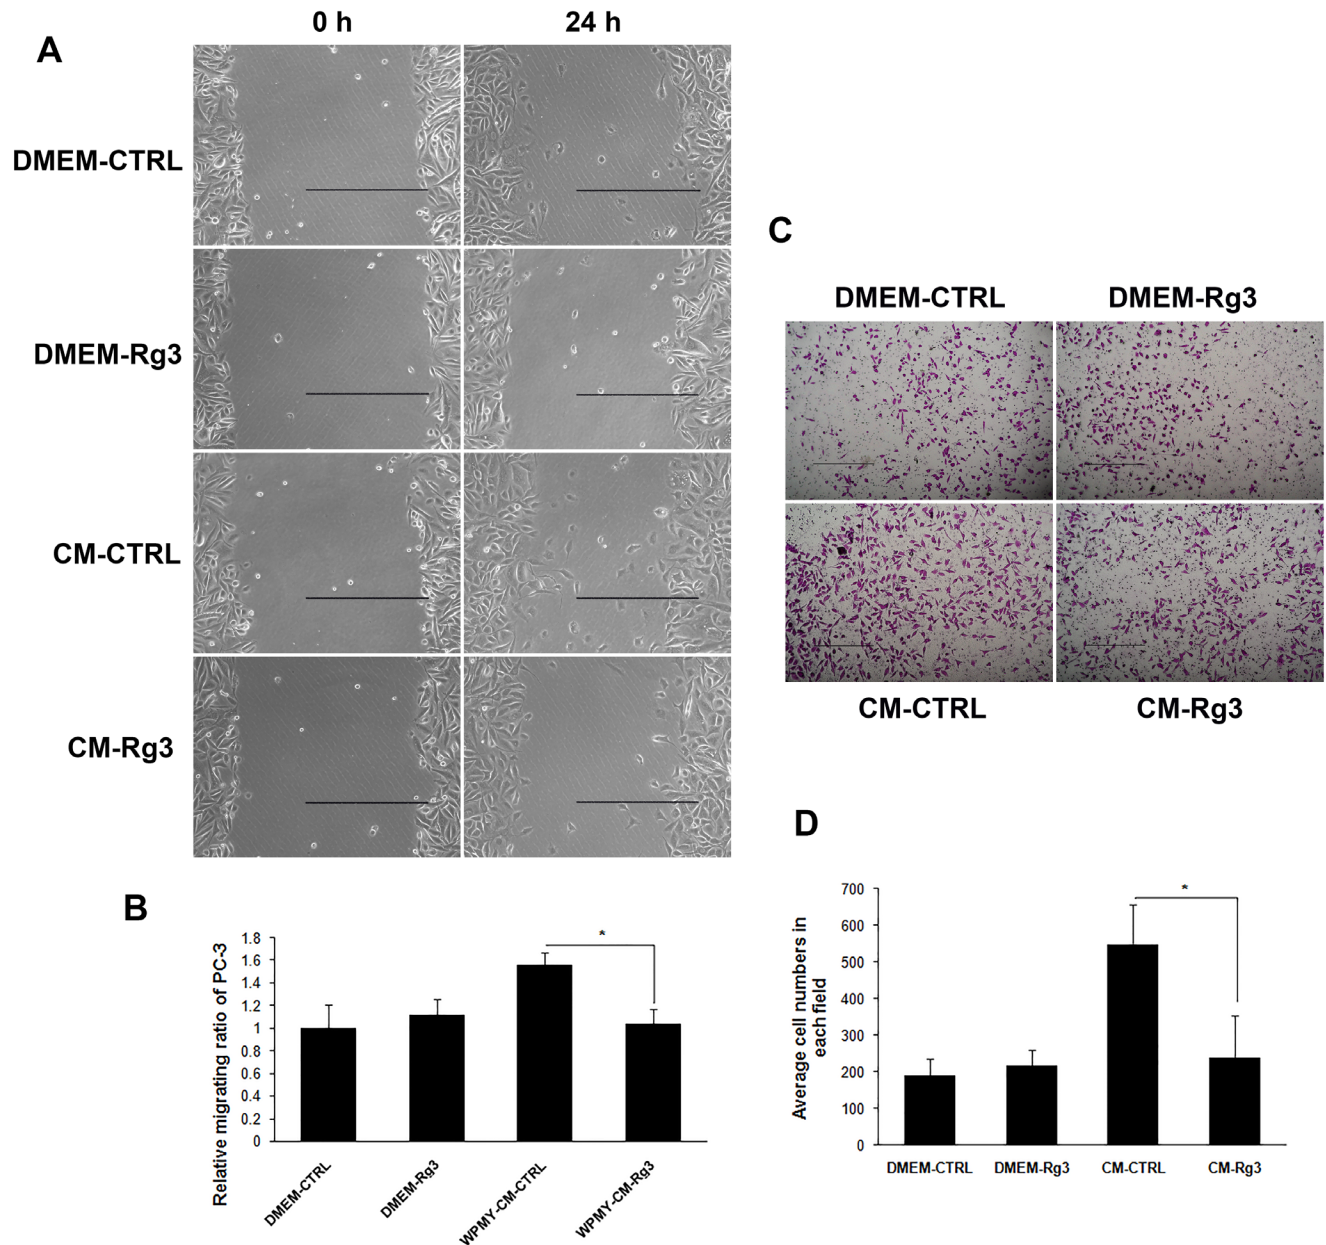 A
0 h
24 h
DMEM-CTRL
DMEM-Rg3
CM-CTRL
CM-Rg3
C
DMEM-CTRL
DMEM-Rg3
CM-CTRL
CM-Rg3
B
Relative migrating ratio of PC-3
1.8
1.6
1.4
1.2
1
0.8
0.6
0.4
0.2
0
*
DMEM-CTRL
DMEM-Rg3
WPMY-CM-CTRL
WPMY-CM-Rg3
D
Average cell numbers in
each field
700
600
500
400
300
200
100
0
*
DMEM-CTRL
DMEM-Rg3
CM-CTRL
CM-Rg3